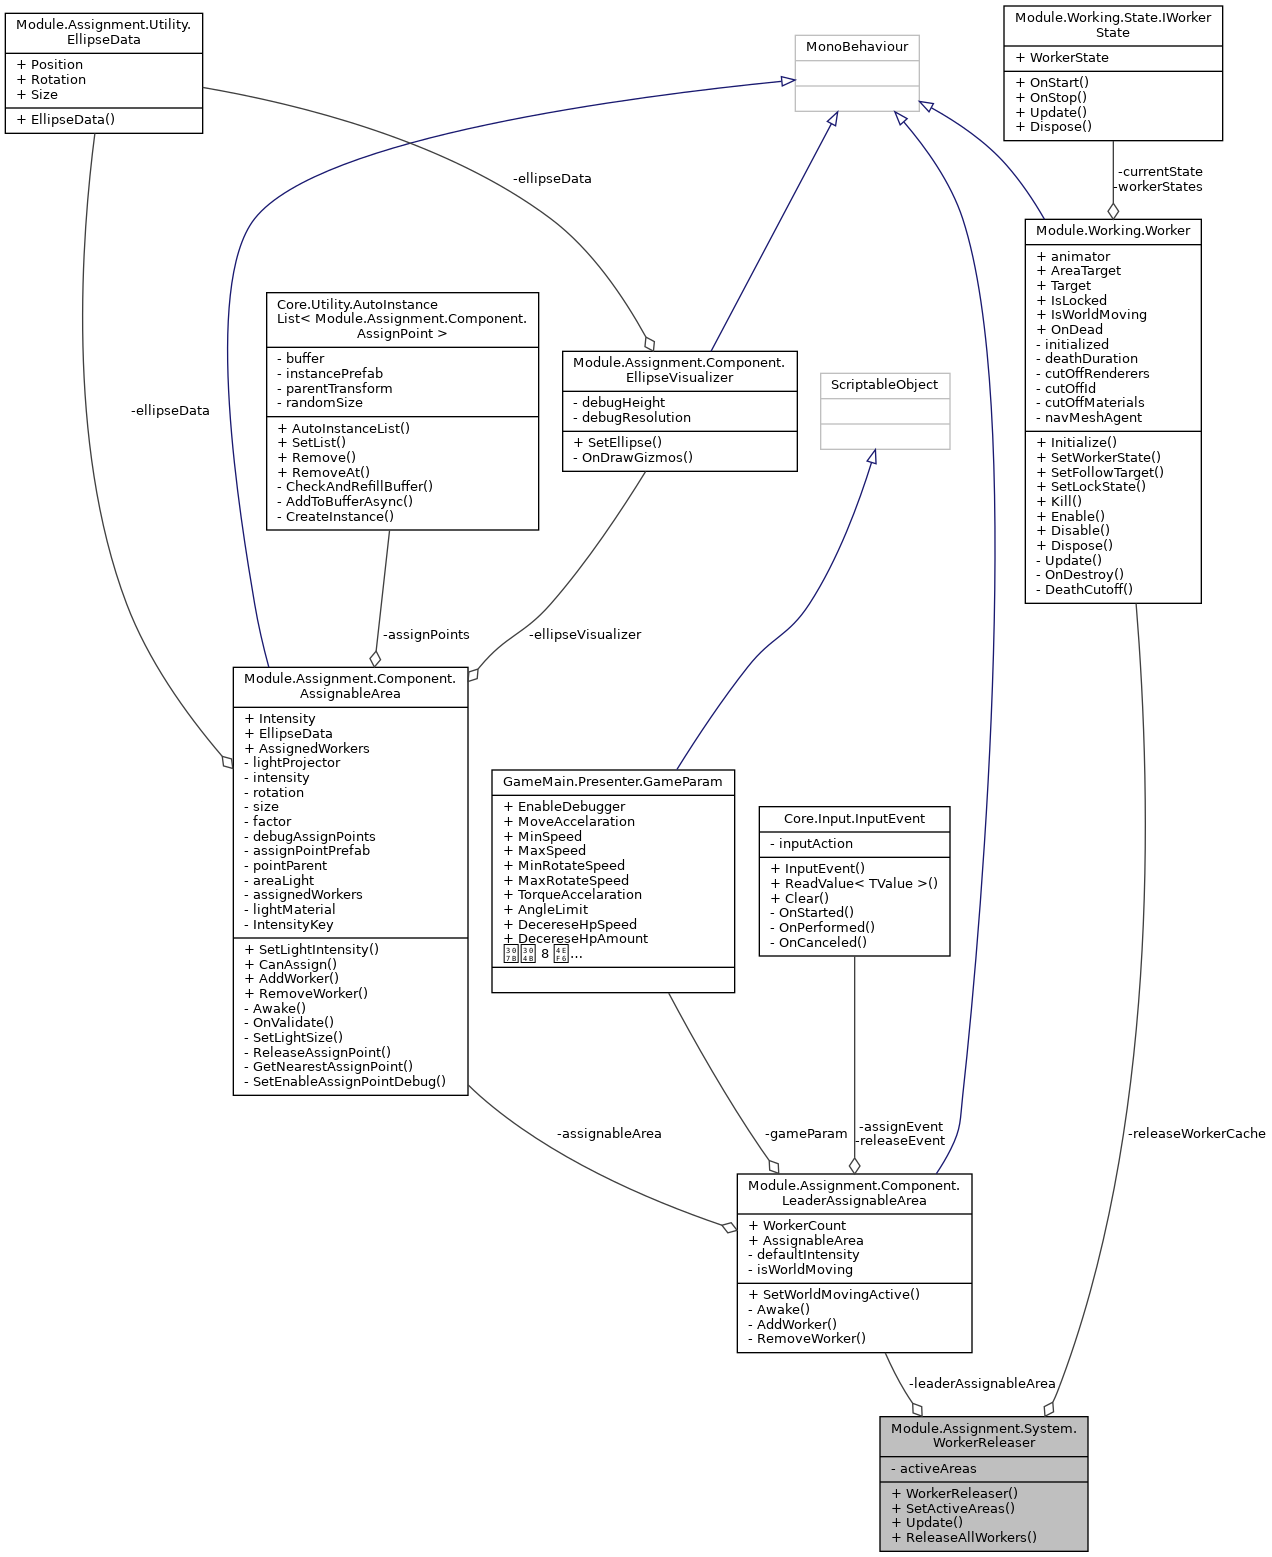 Module.Assignment.Utility.
EllipseData
+ Position
+ Rotation
+ Size
+ EllipseData()
MonoBehaviour
Module.Working.State.IWorker
State
+ WorkerState
+ OnStart()
+ OnStop()
+ Update()
+ Dispose()
-ellipseData
-currentState
-workerStates
Module.Working.Worker
+ animator
+ AreaTarget
+ Target
+ IsLocked
+ IsWorldMoving
+ OnDead
- initialized
- deathDuration
- cutOffRenderers
- cutOffId
- cutOffMaterials
- navMeshAgent
+ Initialize()
+ SetWorkerState()
+ SetFollowTarget()
+ SetLockState()
+ Kill()
+ Enable()
+ Disable()
+ Dispose()
- Update()
- OnDestroy()
- DeathCutoff()
Core.Utility.AutoInstance
List< Module.Assignment.Component.
AssignPoint >
- buffer
- instancePrefab
- parentTransform
- randomSize
+ AutoInstanceList()
+ SetList()
+ Remove()
+ RemoveAt()
- CheckAndRefillBuffer()
- AddToBufferAsync()
- CreateInstance()
Module.Assignment.Component.
EllipseVisualizer
- debugHeight
- debugResolution
+ SetEllipse()
- OnDrawGizmos()
ScriptableObject
-ellipseData
-assignPoints
-ellipseVisualizer
Module.Assignment.Component.
AssignableArea
+ Intensity
+ EllipseData
+ AssignedWorkers
- lightProjector
- intensity
- rotation
- size
- factor
- debugAssignPoints
- assignPointPrefab
- pointParent
- areaLight
- assignedWorkers
- lightMaterial
- IntensityKey
+ SetLightIntensity()
+ CanAssign()
+ AddWorker()
+ RemoveWorker()
- Awake()
- OnValidate()
- SetLightSize()
- ReleaseAssignPoint()
- GetNearestAssignPoint()
- SetEnableAssignPointDebug()
GameMain.Presenter.GameParam
+ EnableDebugger
+ MoveAccelaration
+ MinSpeed
+ MaxSpeed
+ MinRotateSpeed
+ MaxRotateSpeed
+ TorqueAccelaration
+ AngleLimit
+ DecereseHpSpeed
+ DecereseHpAmount
8 ...
Core.Input.InputEvent
- inputAction
+ InputEvent()
+ ReadValue< TValue >()
+ Clear()
- OnStarted()
- OnPerformed()
- OnCanceled()
-assignableArea
-gameParam
-assignEvent
-releaseEvent
-releaseWorkerCache
Module.Assignment.Component.
LeaderAssignableArea
+ WorkerCount
+ AssignableArea
- defaultIntensity
- isWorldMoving
+ SetWorldMovingActive()
- Awake()
- AddWorker()
- RemoveWorker()
-leaderAssignableArea
Module.Assignment.System.
WorkerReleaser
- activeAreas
+ WorkerReleaser()
+ SetActiveAreas()
+ Update()
+ ReleaseAllWorkers()